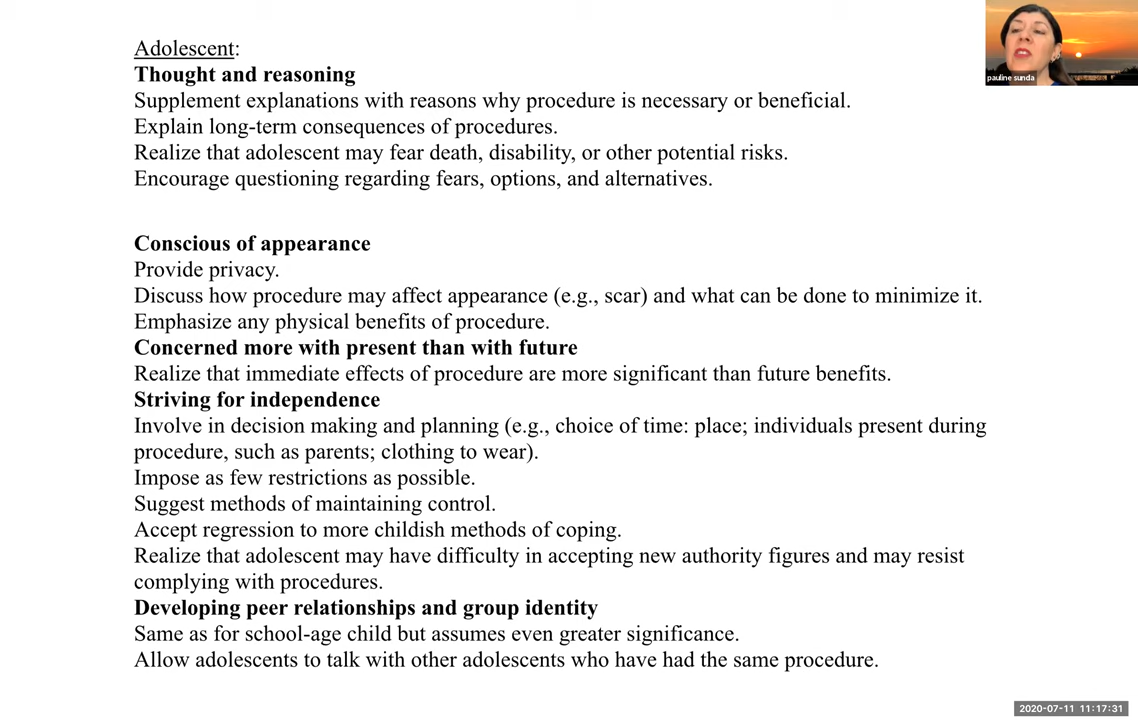 Adolescent:
Thought and reasoning
Supplement explanations with reasons why procedure is necessary or beneficial.
Explain long-term consequences of procedures.
Realize that adolescent may fear death, disability, or other potential risks.
Encourage questioning regarding fears, options, and alternatives.
Conscious of appearance
Provide privacy.
Discuss how procedure may affect appearance (e.g., scar) and what can be done to minimize it.
Emphasize any physical benefits of procedure.
Concerned more with present than with future
Realize that immediate effects of procedure are more significant than future benefits.
Striving for independence
Involve in decision making and planning (e.g., choice of time: place; individuals present during
procedure, such as parents; clothing to wear).
Impose as few restrictions as possible.
Suggest methods of maintaining control.
Accept regression to more childish methods of coping.
Realize that adolescent may have difficulty in accepting new authority figures and may resist
complying with procedures.
Developing peer relationships and group identity
Same as for school-age child but assumes even greater significance.
Allow adolescents to talk with other adolescents who have had the same procedure.
pauline sunda
2020-07-11 11:17:31